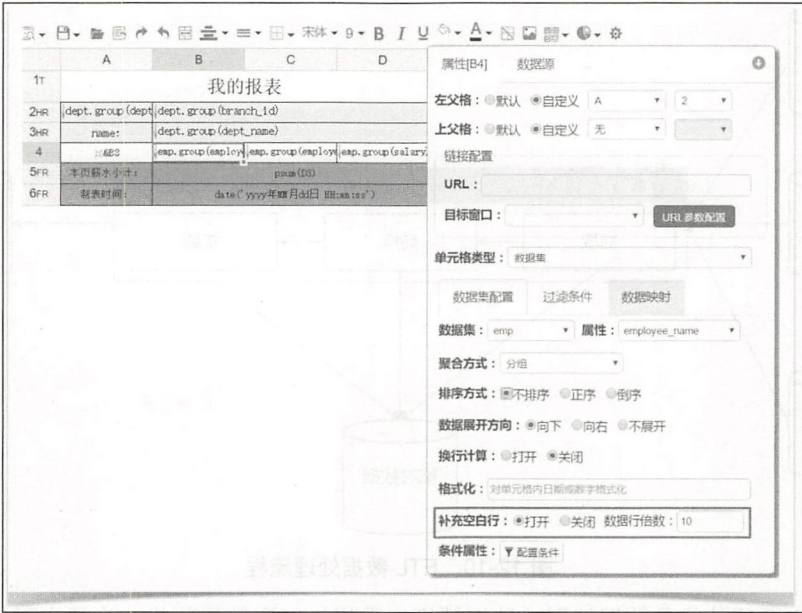 宋体 9 B I U A
A B C D
1T 我的报表
2HR dept.group(dept dept.group(branch_id)
3HR name: dept.group(dept_name)
4 emp.group(employ emp.group(employe emp.group(salary)
5FR 本页薪水小计: psum(D3)
6FR 制表时间: date('yyyy年MM月dd日 HH:mm:ss')
属性[B4] 数据源
左父格： 默认 自定义 A 2
上父格： 默认 自定义 无
链接配置
URL：
目标窗口： URL参数配置
单元格类型： 数据集
数据集配置 过滤条件 数据映射
数据集： emp 属性： employee_name
聚合方式： 分组
排序方式： 不排序 正序 倒序
数据展开方向： 向下 向右 不展开
换行计算： 打开 关闭
格式化： 对单元格内日期或数字格式化
补充空白行： 打开 关闭 数据行倍数： 10
条件属性： 配置条件